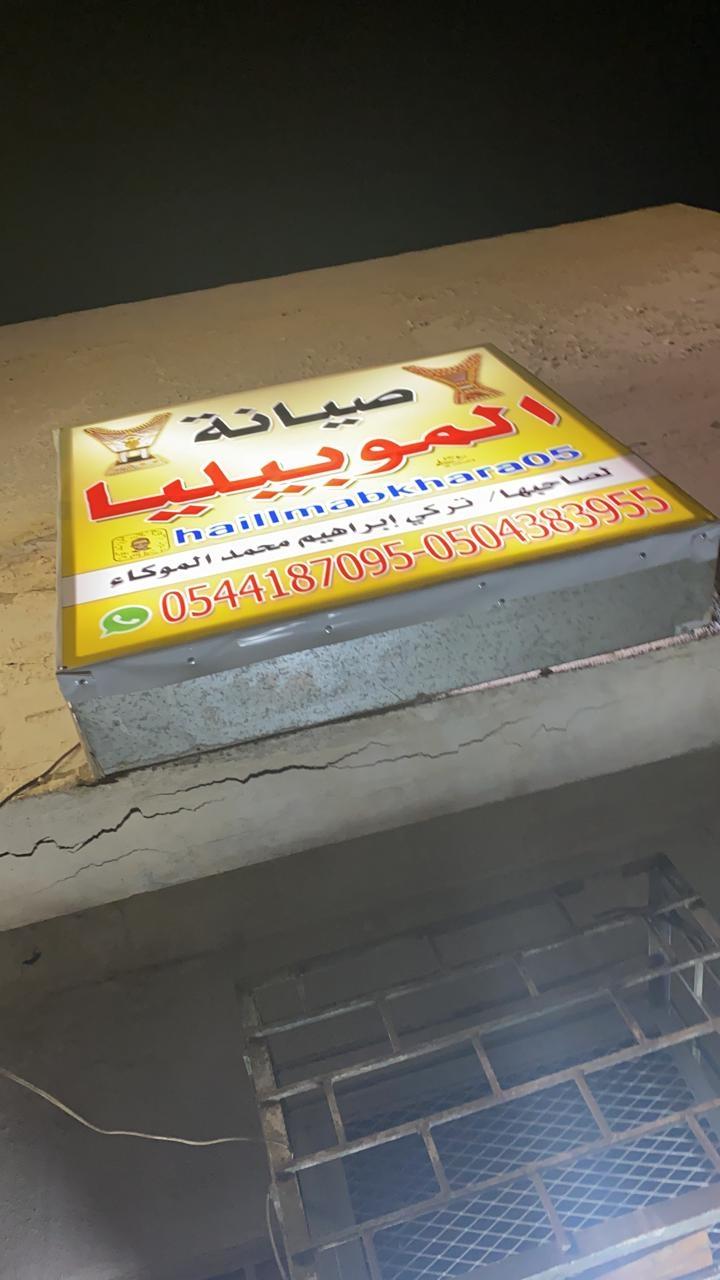 صيانة
الموبيليا
haillmabkhara05
لصاحبها/ تركي إبراهيم محمد الموكاء
0544187095-0504383955